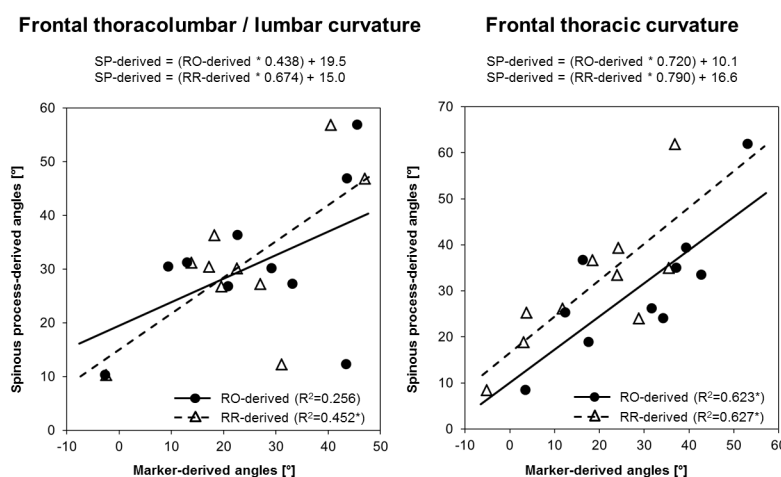 Frontal thoracolumbar / lumbar curvature
SP-derived = (RO-derived * 0.438) + 19.5
SP-derived = (RR-derived * 0.674) + 15.0
Spinous process-derived angles [°]
60
50
40
30
20
10
0
RO-derived (R²=0.256)
RR-derived (R²=0.452*)
-10 0 10 20 30 40 50
Marker-derived angles [°]
Frontal thoracic curvature
SP-derived = (RO-derived * 0.720) + 10.1
SP-derived = (RR-derived * 0.790) + 16.6
Spinous process-derived angles [°]
70
60
50
40
30
20
10
0
RO-derived (R²=0.623*)
RR-derived (R²=0.627*)
-10 0 10 20 30 40 50 60
Marker-derived angles [°]